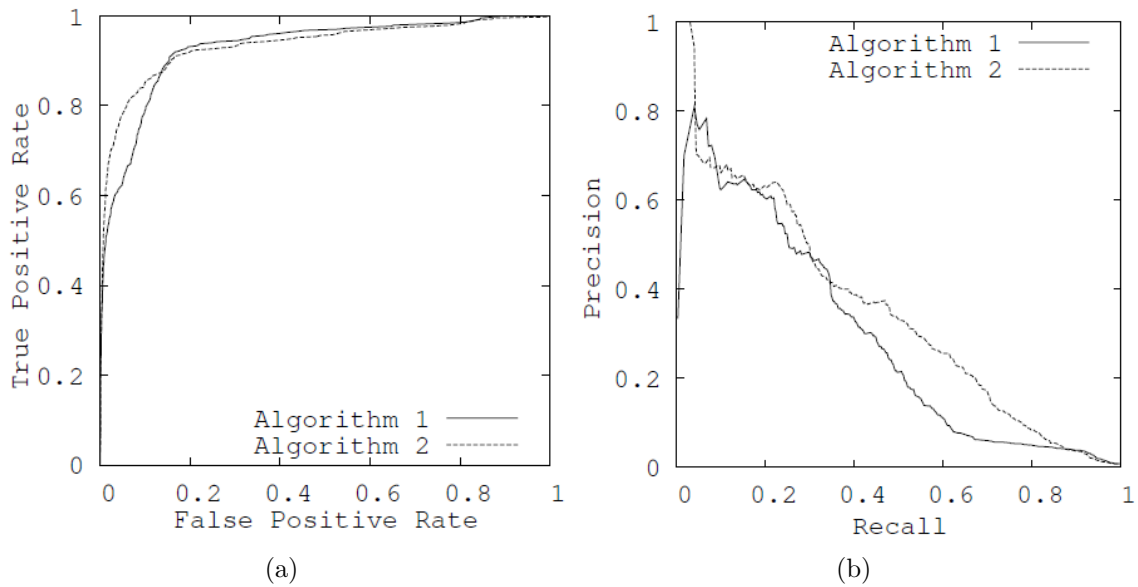 True Positive Rate
1
0.8
0.6
0.4
0.2
0
0 0.2 0.4 0.6 0.8 1
False Positive Rate
Algorithm 1
Algorithm 2
(a)
Precision
1
0.8
0.6
0.4
0.2
0
0 0.2 0.4 0.6 0.8 1
Recall
Algorithm 1
Algorithm 2
(b)